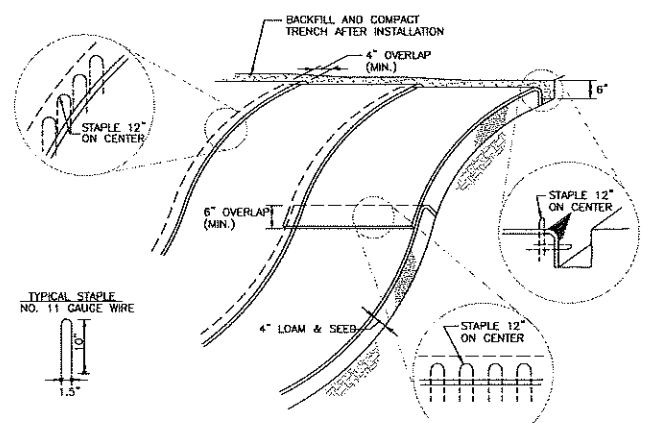 BACKFILL AND COMPACT
TRENCH AFTER INSTALLATION
4" OVERLAP
(MIN.)
6"
STAPLE 12"
ON CENTER
STAPLE 12"
ON CENTER
6" OVERLAP
(MIN.)
TYPICAL STAPLE
NO. 11 GAUGE WIRE
10"
1.5"
4" LOAM & SEED
STAPLE 12"
ON CENTER